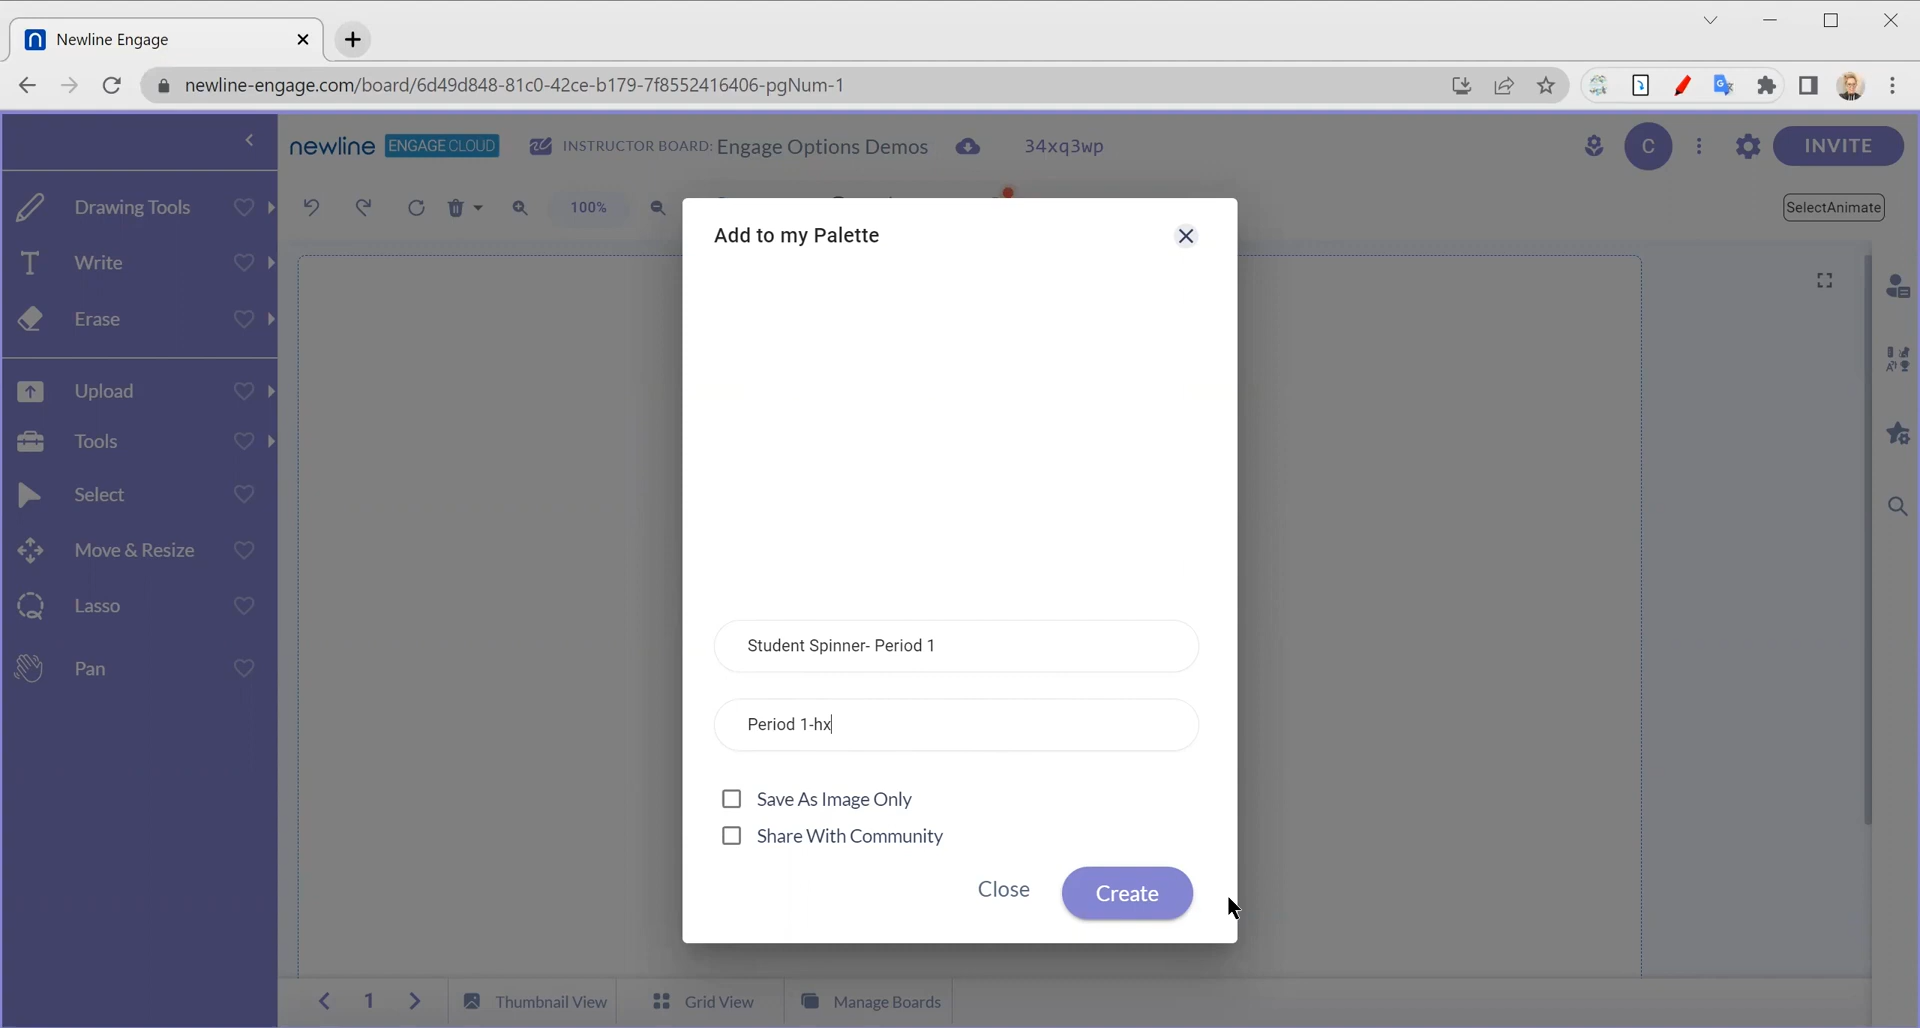 Newline Engage
newline-engage.com/board/6d49d848-81c0-42ce-b179-7f8552416406-pgNum-1
newline ENGAGE CLOUD INSTRUCTOR BOARD: Engage Options Demos 34xq3wp C INVITE
Drawing Tools
100%
SelectAnimate
Add to my Palette
Write
Erase
Upload
Tools
Select
Move & Resize
Lasso
Pan
Student Spinner- Period 1
Period 1-hx
Save As Image Only
Share With Community
Close
Create
1 Thumbnail View Grid View Manage Boards